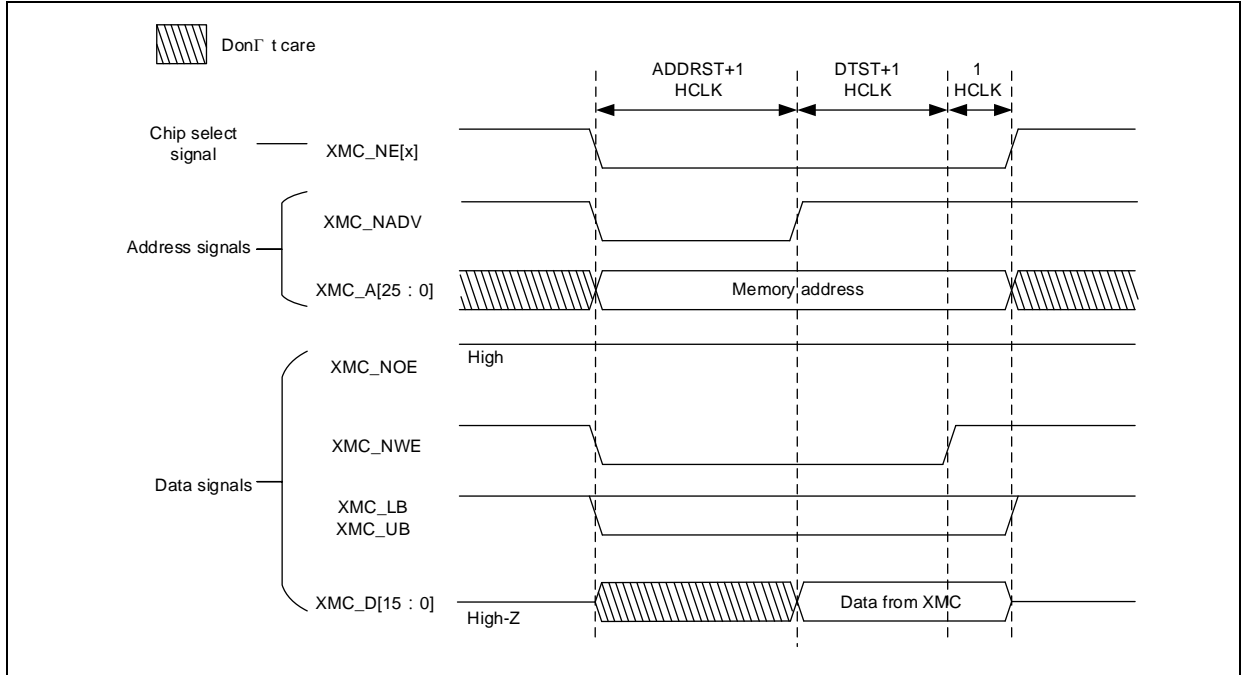 DonΓ t care
ADDRST+1
HCLK
DTST+1
HCLK
1
HCLK
Chip select
signal
XMC_NE[x]
Address signals
XMC_NADV
XMC_A[25 : 0]
Memory address
Data signals
XMC_NOE
High
XMC_NWE
XMC_LB
XMC_UB
XMC_D[15 : 0]
High-Z
Data from XMC